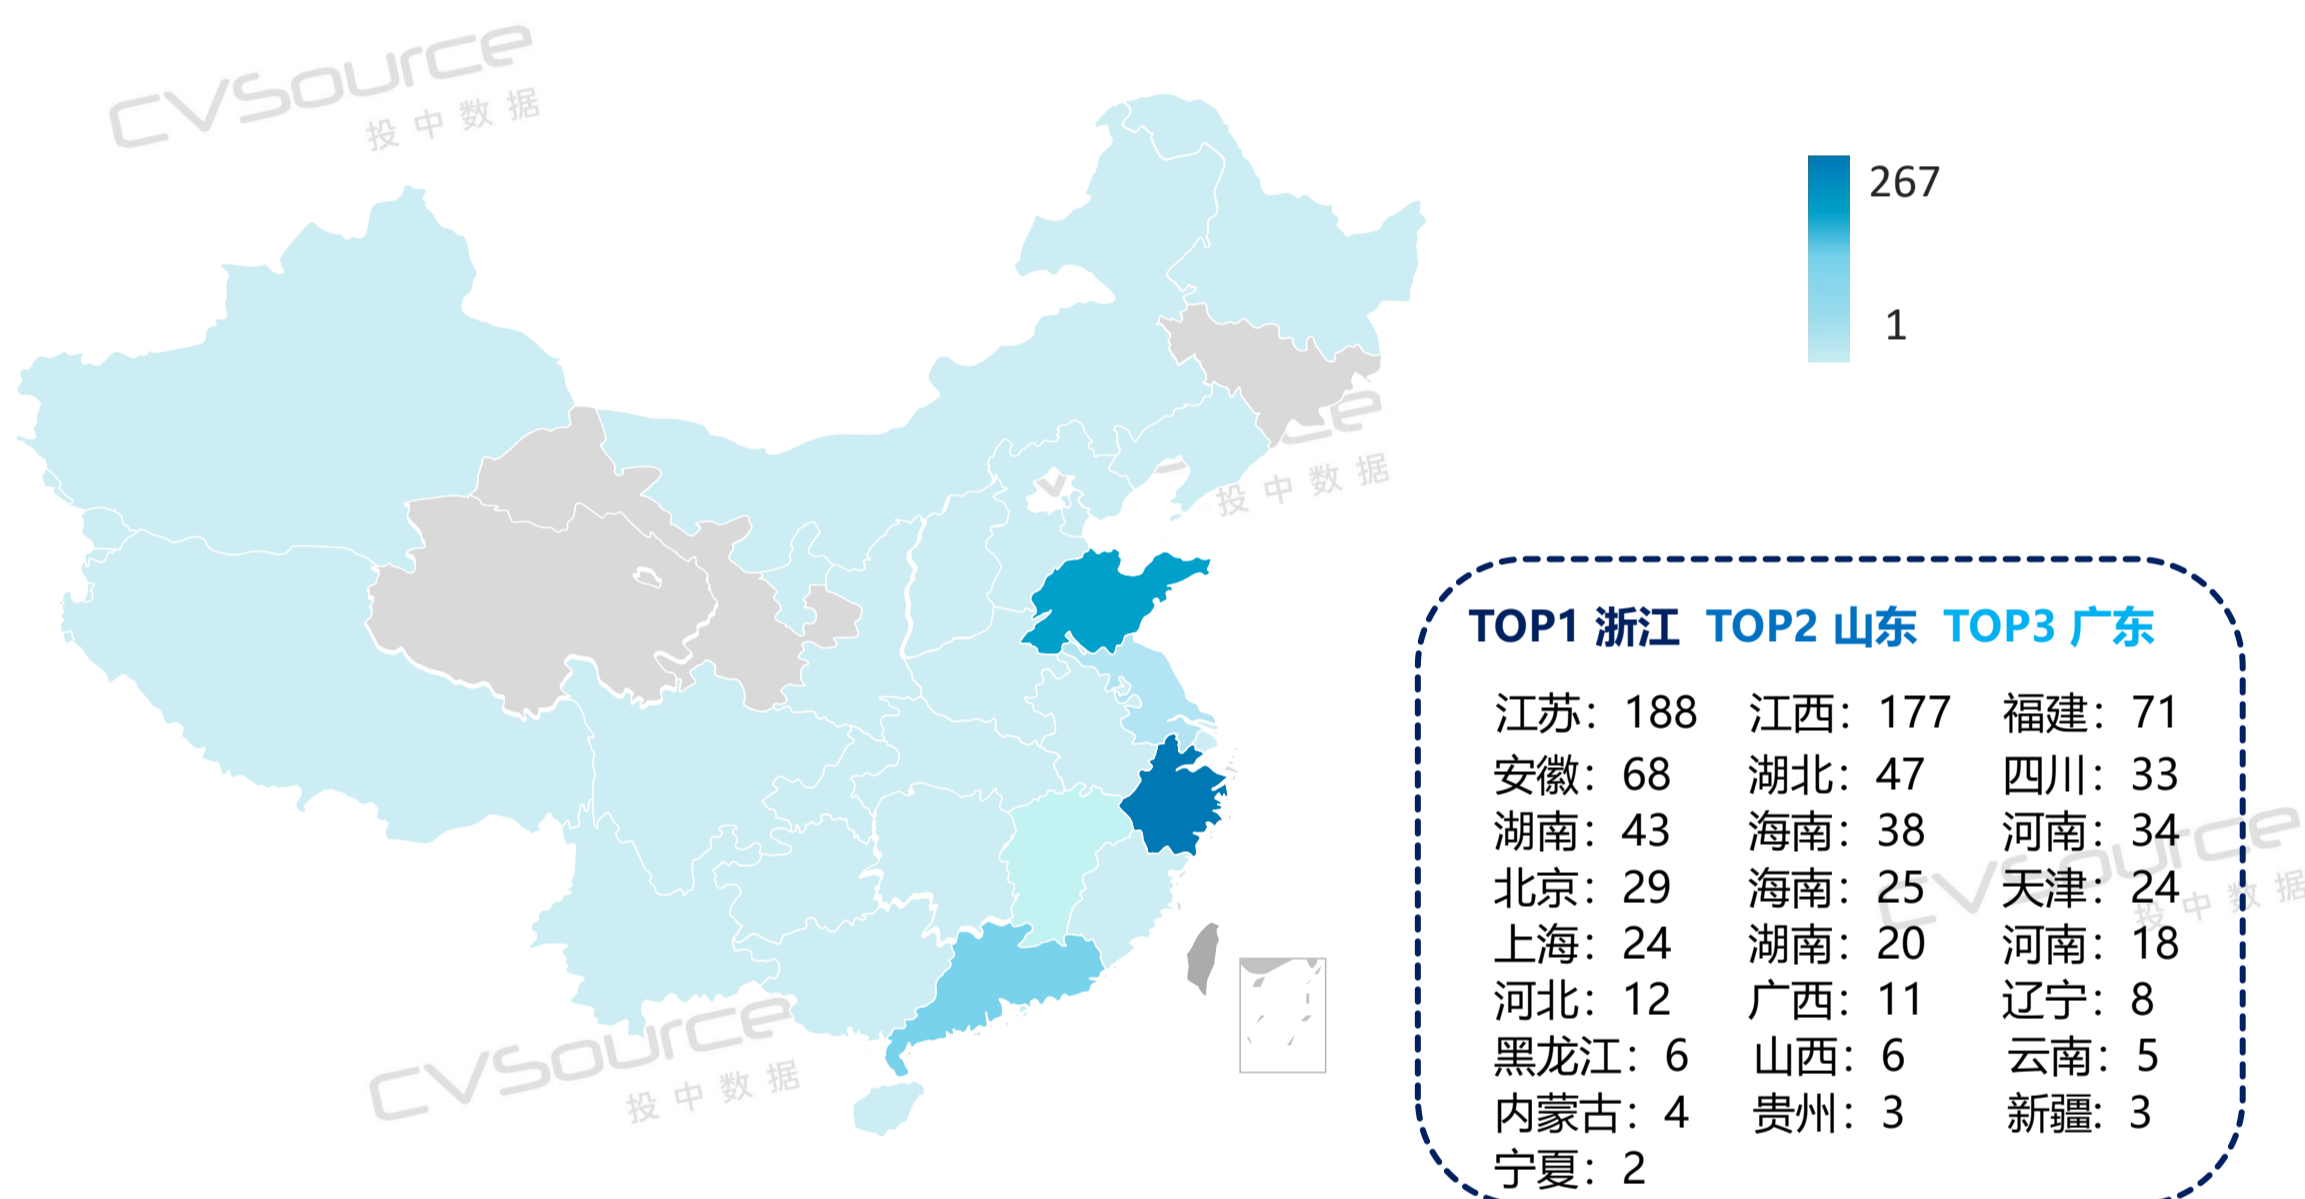 CVSource
投中数据
267
1
e
投中数据
TOP1 浙江 TOP2 山东 TOP3 广东
江苏：188 江西：177 福建：71
安徽：68 湖北：47 四川：33
湖南：43 海南：38 河南：34
北京：29 海南：25 天津：24
上海：24 湖南：20 河南：18
河北：12 广西：11 辽宁：8
黑龙江：6 山西：6 云南：5
内蒙古：4 贵州：3 新疆：3
宁夏：2
CVSource
投中数据
CVSource
投中数据